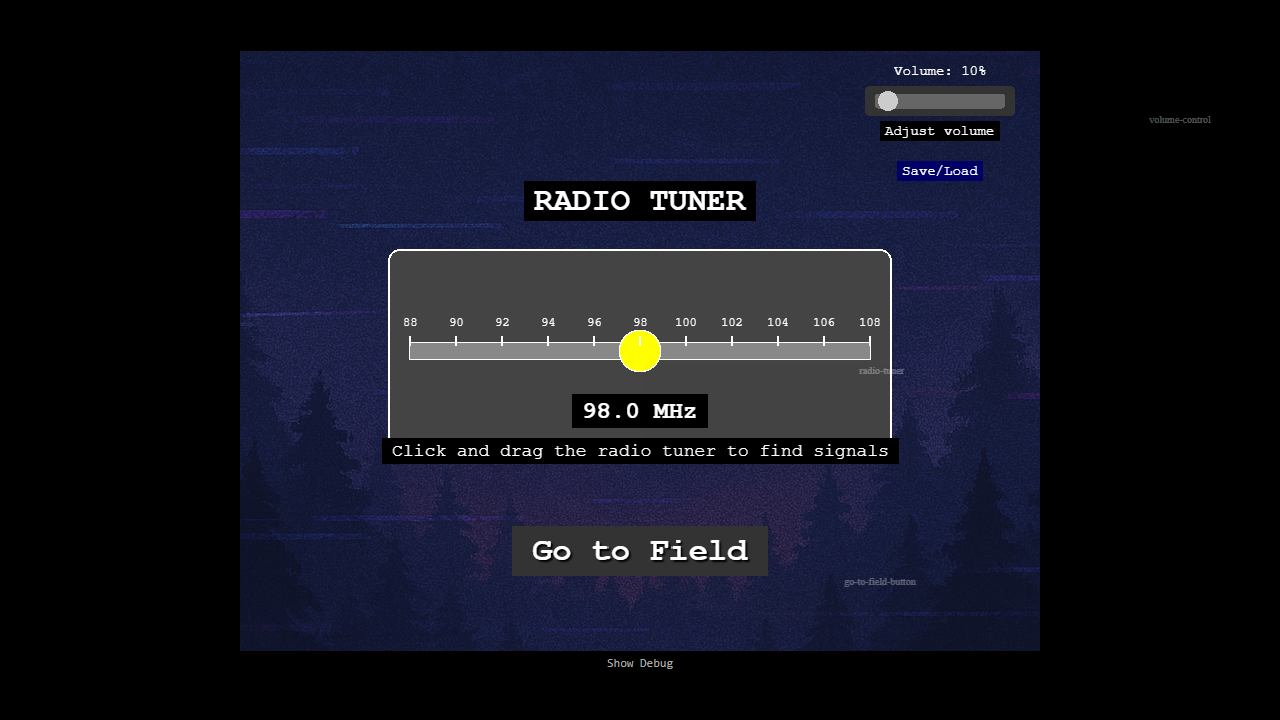 Volume: 10%
volume-control
Adjust volume
Save/Load
RADIO TUNER
88 90 92 94 96 98 100 102 104 106 108
radio-tuner
98.0 MHz
Click and drag the radio tuner to find signals
Go to Field
go-to-field-button
Show Debug